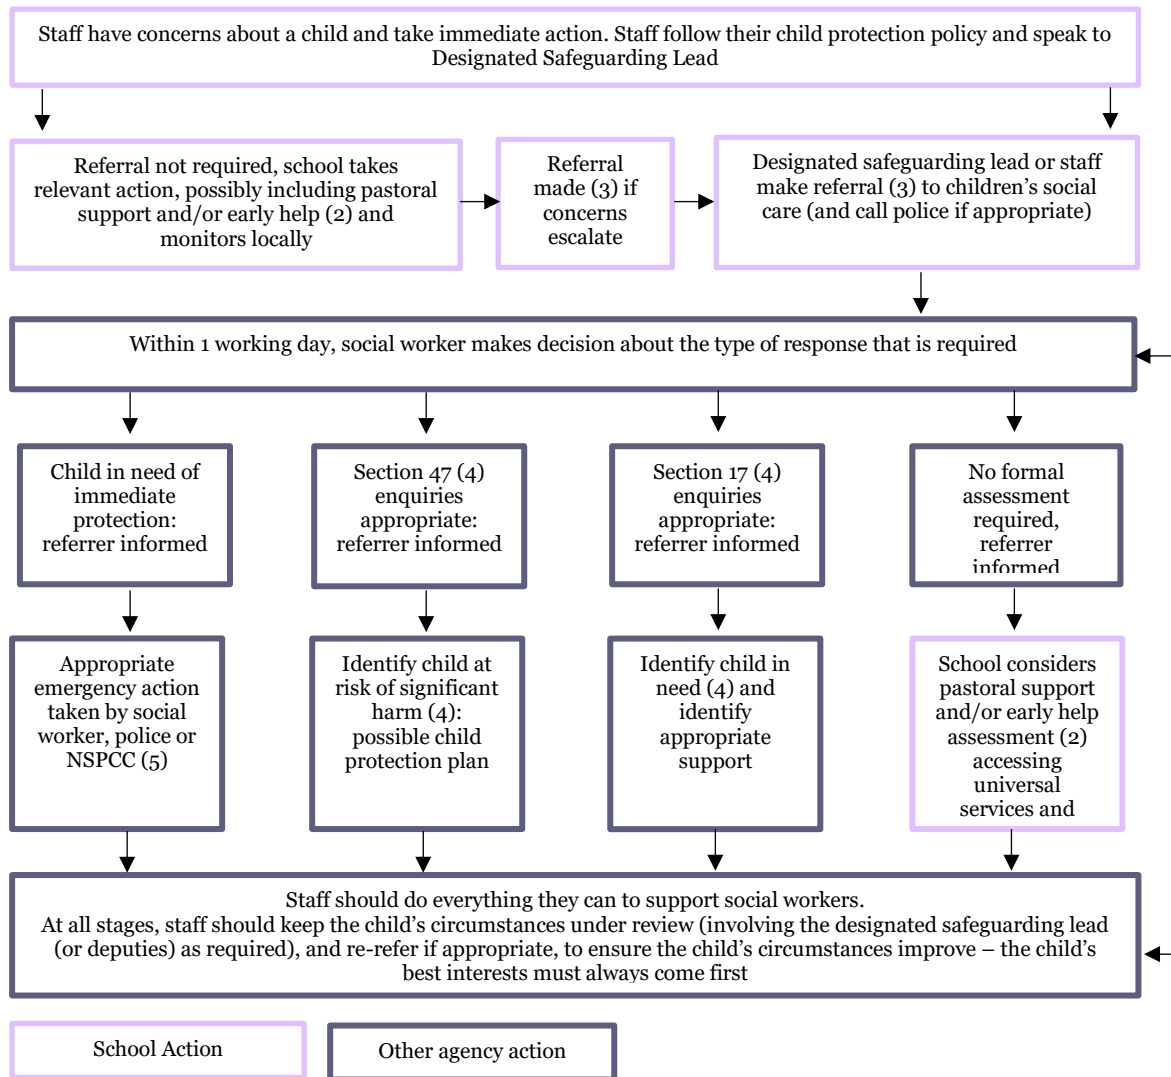 Staff have concerns about a child and take immediate action. Staff follow their child protection policy and speak to
Designated Safeguarding Lead
Referral not required, school takes
relevant action, possibly including pastoral
support and/or early help (2) and
monitors locally
Referral
made (3) if
concerns
escalate
Designated safeguarding lead or staff
make referral (3) to children’s social
care (and call police if appropriate)
Within 1 working day, social worker makes decision about the type of response that is required
Child in need of
immediate
protection:
referrer informed
Section 47 (4)
enquiries
appropriate:
referrer informed
Section 17 (4)
enquiries
appropriate:
referrer informed
No formal
assessment
required,
referrer
informed
Appropriate
emergency action
taken by social
worker, police or
NSPCC (5)
Identify child at
risk of significant
harm (4):
possible child
protection plan
Identify child in
need (4) and
identify
appropriate
support
School considers
pastoral support
and/or early help
assessment (2)
accessing
universal
services and
Staff should do everything they can to support social workers.
At all stages, staff should keep the child’s circumstances under review (involving the designated safeguarding lead
(or deputies) as required), and re-refer if appropriate, to ensure the child’s circumstances improve – the child’s
best interests must always come first
School Action
Other agency action